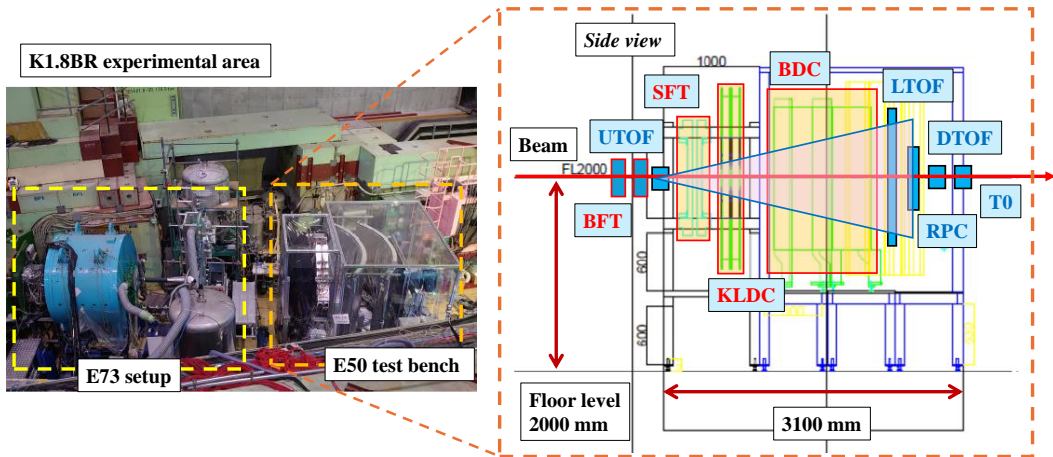 K1.8BR experimental area
E73 setup
E50 test bench
Side view
1000
BDC
SFT
LTOF
UTOF
DTOF
Beam
FL2000
BFT
T0
RPC
600
KLDC
600
Floor level
2000 mm
3100 mm